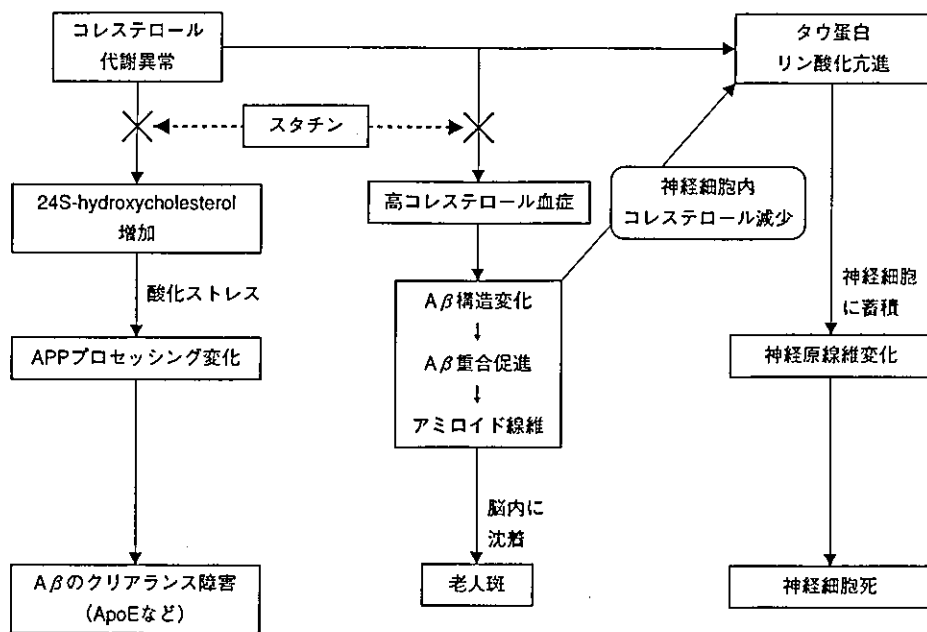 コレステロール
代謝異常
タウ蛋白
リン酸化亢進
スタチン
24S-hydroxycholesterol
増加
高コレステロール血症
神経細胞内
コレステロール減少
酸化ストレス
Aβ構造変化
↓
Aβ重合促進
↓
アミロイド線維
神経細胞
に蓄積
APPプロセッシング変化
神経原線維変化
脳内に
沈着
Aβのクリアランス障害
(ApoEなど)
老人斑
神経細胞死